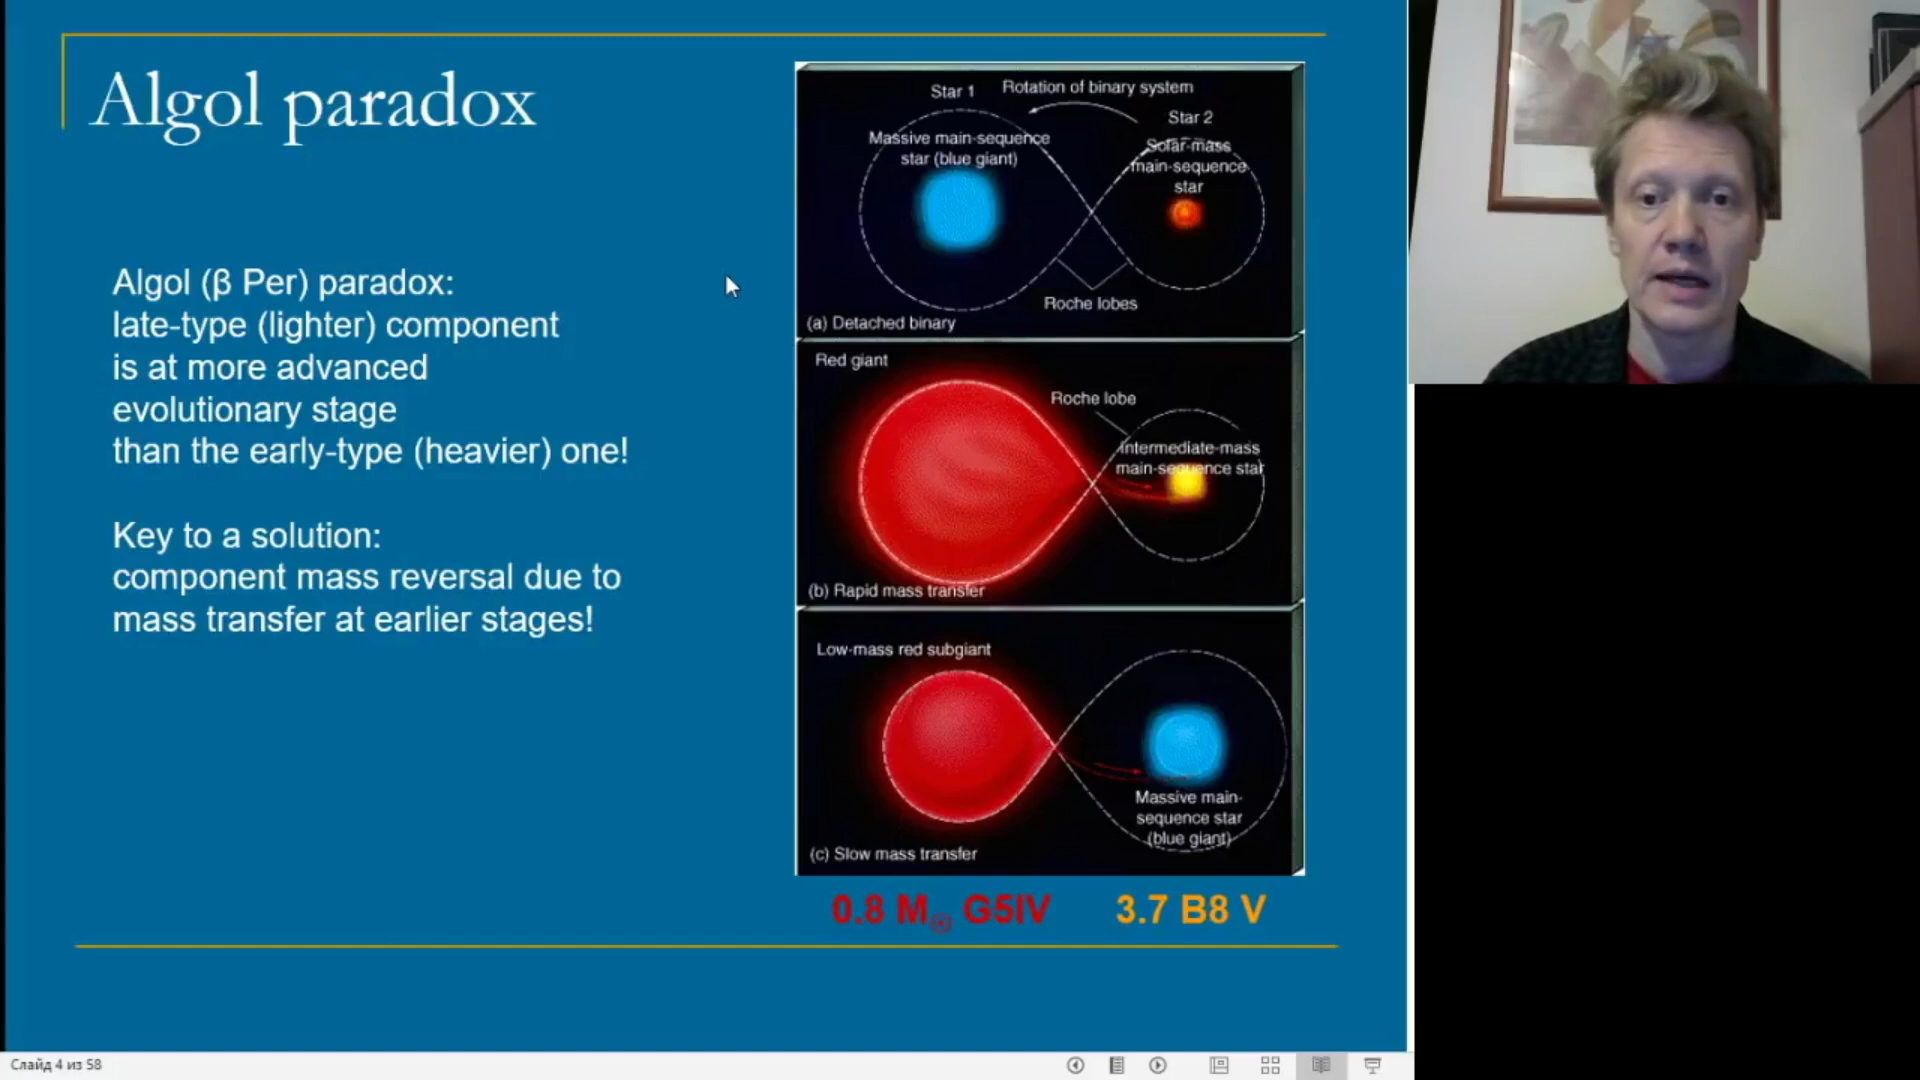 Algol paradox
Algol (β Per) paradox:
late-type (lighter) component
is at more advanced
evolutionary stage
than the early-type (heavier) one!
Key to a solution:
component mass reversal due to
mass transfer at earlier stages!
Star 1
Rotation of binary system
Star 2
Massive main-sequence
star (blue giant)
Solar-mass
main-sequence
star
Roche lobes
(a) Detached binary
Red giant
Roche lobe
Intermediate-mass
main-sequence star
(b) Rapid mass transfer
Low-mass red subgiant
Massive main-
sequence star
(blue giant)
(c) Slow mass transfer
0.8 M☉ G5IV
3.7 B8 V
Слайд 4 из 58